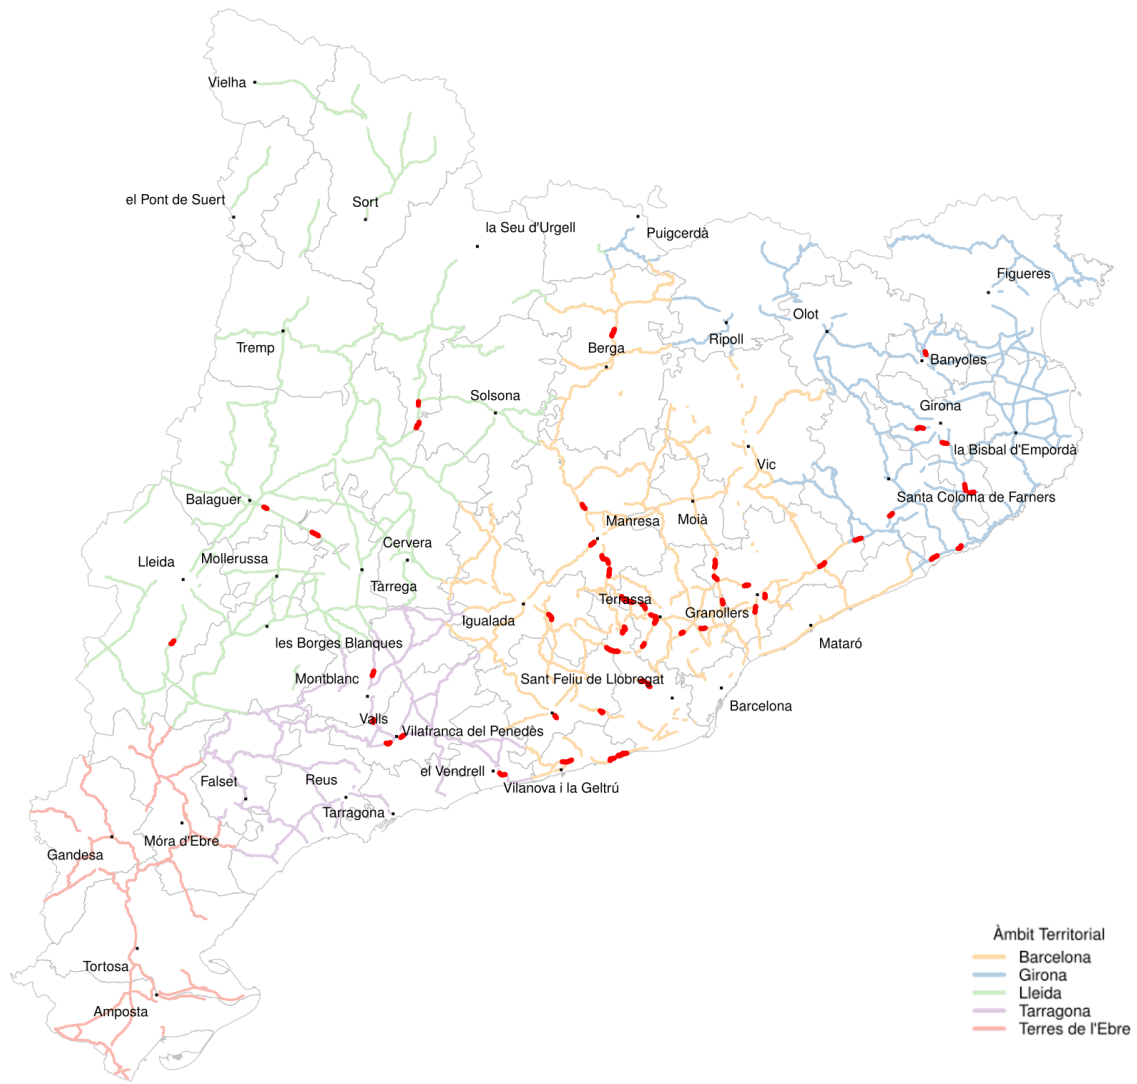 Vielha
el Pont de Suert
Sort
la Seu d'Urgell
Puigcerdà
Figueres
Olot
Ripoll
Tremp
Berga
Banyoles
Solsona
Girona
la Bisbal d'Empordà
Vic
Balaguer
Santa Coloma de Farners
Manresa
Moià
Cervera
Lleida
Mollerussa
Tàrrega
Terrassa
Granollers
Igualada
les Borges Blanques
Mataró
Montblanc
Sant Feliu de Llobregat
Barcelona
Valls
Vilafranca del Penedès
el Vendrell
Falset
Reus
Vilanova i la Geltrú
Tarragona
Móra d'Ebre
Gandesa
Tortosa
Amposta
Àmbit Territorial
Barcelona
Girona
Lleida
Tarragona
Terres de l'Ebre